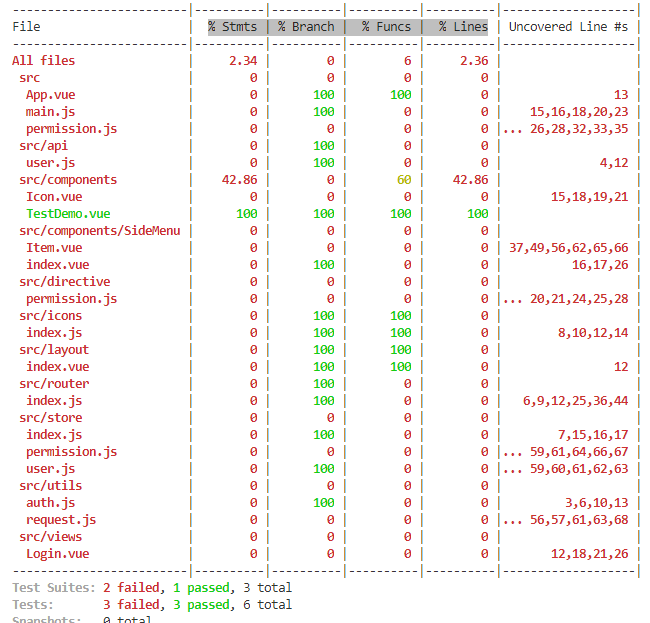 File | % Stmts | % Branch | % Funcs | % Lines | Uncovered Line #s |
All files | 2.34 | 0 | 6 | 2.36 | |
src | 0 | 0 | 0 | 0 | |
App.vue | 0 | 100 | 100 | 0 | 13 |
main.js | 0 | 100 | 0 | 0 | 15,16,18,20,23 |
permission.js | 0 | 0 | 0 | 0 | ... 26,28,32,33,35 |
src/api | 0 | 100 | 0 | 0 | |
user.js | 0 | 100 | 0 | 0 | 4,12 |
src/components | 42.86 | 0 | 60 | 42.86 | |
Icon.vue | 0 | 0 | 0 | 0 | 15,18,19,21 |
TestDemo.vue | 100 | 100 | 100 | 100 | |
src/components/SideMenu | 0 | 0 | 0 | 0 | |
Item.vue | 0 | 0 | 0 | 0 | 37,49,56,62,65,66 |
index.vue | 0 | 100 | 0 | 0 | 16,17,26 |
src/directive | 0 | 0 | 0 | 0 | |
permission.js | 0 | 0 | 0 | 0 | ... 20,21,24,25,28 |
src/icons | 0 | 100 | 100 | 0 | |
index.js | 0 | 100 | 100 | 0 | 8,10,12,14 |
src/layout | 0 | 100 | 100 | 0 | |
index.vue | 0 | 100 | 100 | 0 | 12 |
src/router | 0 | 100 | 0 | 0 | |
index.js | 0 | 100 | 0 | 0 | 6,9,12,25,36,44 |
src/store | 0 | 0 | 0 | 0 | |
index.js | 0 | 100 | 0 | 0 | 7,15,16,17 |
permission.js | 0 | 0 | 0 | 0 | ... 59,61,64,66,67 |
user.js | 0 | 100 | 0 | 0 | ... 59,60,61,62,63 |
src/utils | 0 | 0 | 0 | 0 | |
auth.js | 0 | 100 | 0 | 0 | 3,6,10,13 |
request.js | 0 | 0 | 0 | 0 | ... 56,57,61,63,68 |
src/views | 0 | 0 | 0 | 0 | |
Login.vue | 0 | 0 | 0 | 0 | 12,18,21,26 |
Test Suites: 2 failed, 1 passed, 3 total
Tests: 3 failed, 3 passed, 6 total
Snapshots: 0 total